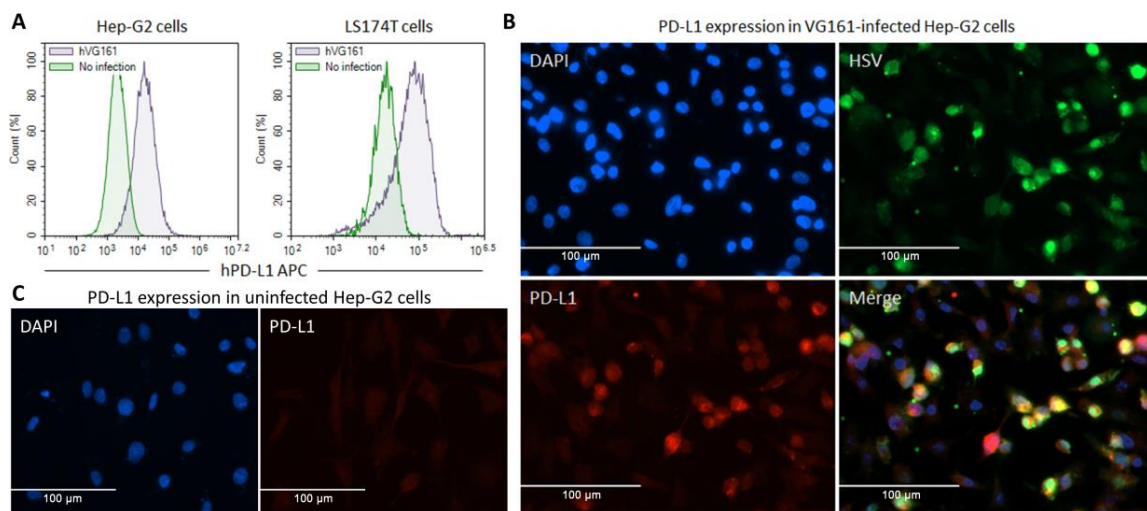 A
Hep-G2 cells
LS174T cells
hVG161
No infection
hVG161
No infection
Count (%)
100
80
60
40
20
0
10¹ 10² 10³ 10⁴ 10⁵ 10⁶ 10⁷·²
Count (%)
100
80
60
40
20
0
10² 10³ 10⁴ 10⁵ 10⁶·⁵
hPD-L1 APC
B
PD-L1 expression in VG161-infected Hep-G2 cells
DAPI
100 µm
HSV
100 µm
PD-L1
100 µm
Merge
100 µm
C
PD-L1 expression in uninfected Hep-G2 cells
DAPI
100 µm
PD-L1
100 µm